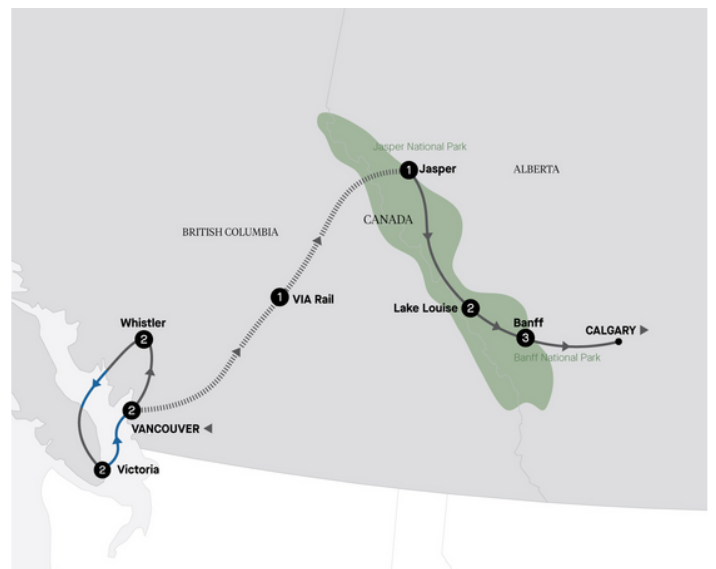 Jasper National Park
1 Jasper
ALBERTA
CANADA
BRITISH COLUMBIA
1 VIA Rail
Whistler
2
Lake Louise 2
Banff
3
CALGARY
Banff National Park
2
VANCOUVER
2 Victoria